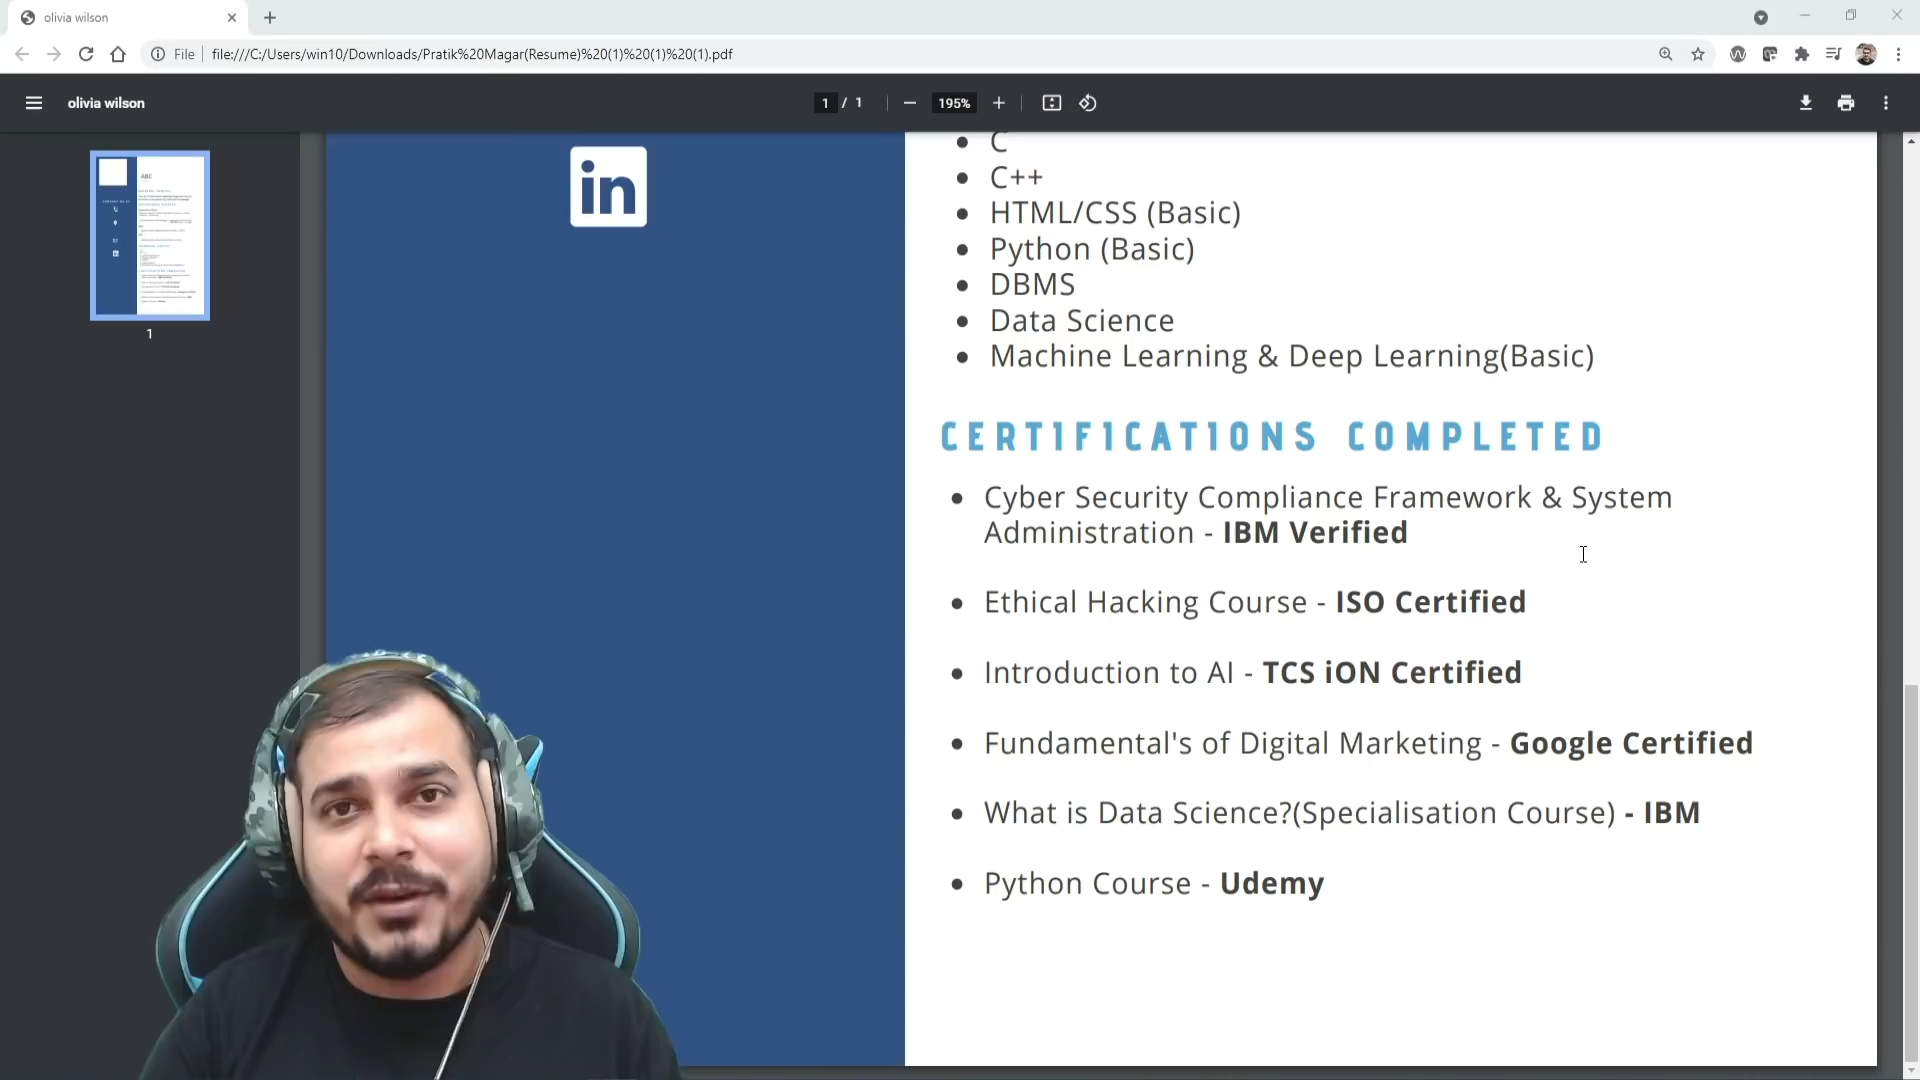 olivia wilson
File
file:///C:/Users/win10/Downloads/Pratik%20Magar(Resume)%20(1)%20(1)%20(1).pdf
olivia wilson
1 / 1
195%
ABC
1
in
C
C++
HTML/CSS (Basic)
Python (Basic)
DBMS
Data Science
Machine Learning & Deep Learning(Basic)
CERTIFICATIONS COMPLETED
Cyber Security Compliance Framework & System
Administration - IBM Verified
Ethical Hacking Course - ISO Certified
Introduction to AI - TCS iON Certified
Fundamental's of Digital Marketing - Google Certified
What is Data Science?(Specialisation Course) - IBM
Python Course - Udemy